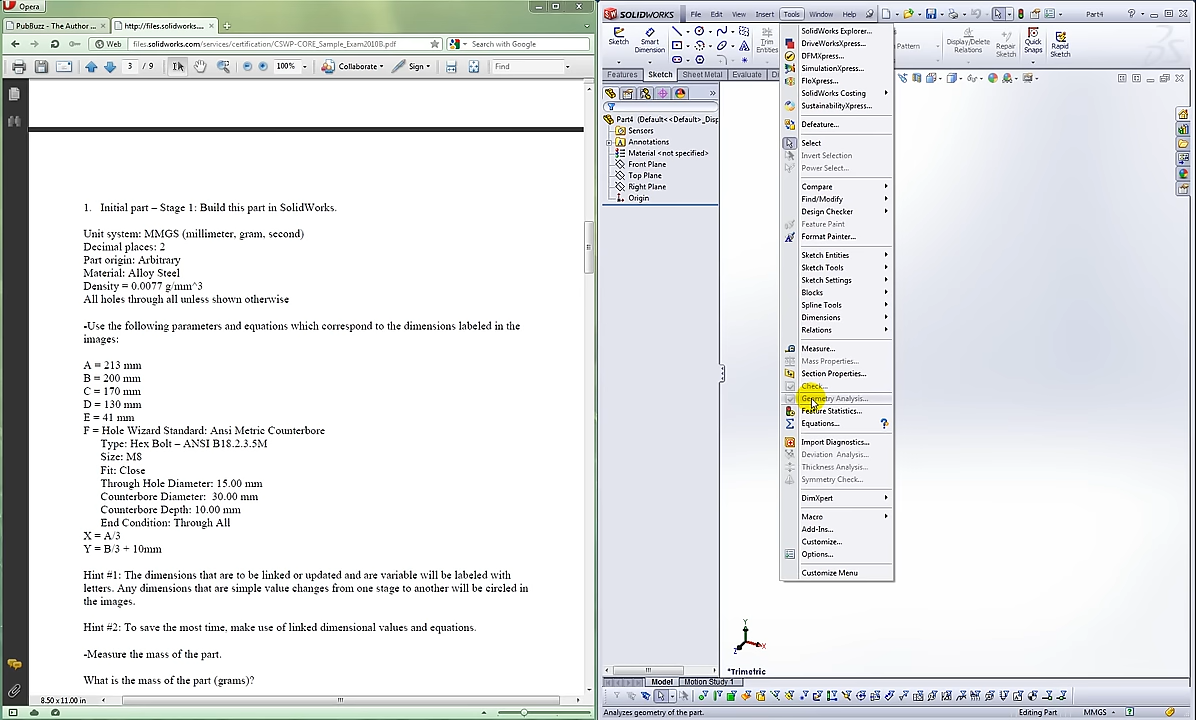 Opera
PubBuzz - The Author ...
http://files.solidworks....
Web
files.solidworks.com/services/certification/CSWP-CORE_Sample_Exam2010B.pdf
Search with Google
3 / 9
100%
Collaborate
Sign
Find
1. Initial part – Stage 1: Build this part in SolidWorks.
Unit system: MMGS (millimeter, gram, second)
Decimal places: 2
Part origin: Arbitrary
Material: Alloy Steel
Density = 0.0077 g/mm^3
All holes through all unless shown otherwise
-Use the following parameters and equations which correspond to the dimensions labeled in the
images:
A = 213 mm
B = 200 mm
C = 170 mm
D = 130 mm
E = 41 mm
F = Hole Wizard Standard: Ansi Metric Counterbore
Type: Hex Bolt – ANSI B18.2.3.5M
Size: M8
Fit: Close
Through Hole Diameter: 15.00 mm
Counterbore Diameter: 30.00 mm
Counterbore Depth: 10.00 mm
End Condition: Through All
X = A/3
Y = B/3 + 10mm
Hint #1: The dimensions that are to be linked or updated and are variable will be labeled with
letters. Any dimensions that are simple value changes from one stage to another will be circled in
the images.
Hint #2: To save the most time, make use of linked dimensional values and equations.
-Measure the mass of the part.
What is the mass of the part (grams)?
8.50 x 11.00 in
SOLIDWORKS
File Edit View Insert Tools Window Help
Part4
Sketch
Smart
Dimension
Trim
Entities
Pattern
Display/Delete
Relations
Repair
Sketch
Quick
Snaps
Rapid
Sketch
Features
Sketch
Sheet Metal
Evaluate
Part4 (Default<<Default>_Disp
Sensors
Annotations
Material <not specified>
Front Plane
Top Plane
Right Plane
Origin
SolidWorks Explorer...
DriveWorksXpress...
DFMXpress...
SimulationXpress...
FloXpress...
SolidWorks Costing
SustainabilityXpress...
Defeature...
Select
Invert Selection
Power Select...
Compare
Find/Modify
Design Checker
Feature Paint
Format Painter...
Sketch Entities
Sketch Tools
Sketch Settings
Blocks
Spline Tools
Dimensions
Relations
Measure...
Mass Properties...
Section Properties...
Check...
Geometry Analysis...
Feature Statistics...
Equations...
Import Diagnostics...
Deviation Analysis...
Thickness Analysis...
Symmetry Check...
DimXpert
Macro
Add-Ins...
Customize...
Options...
Customize Menu
Y
X
Z
*Trimetric
Model
Motion Study 1
Analyzes geometry of the part.
Editing Part
MMGS